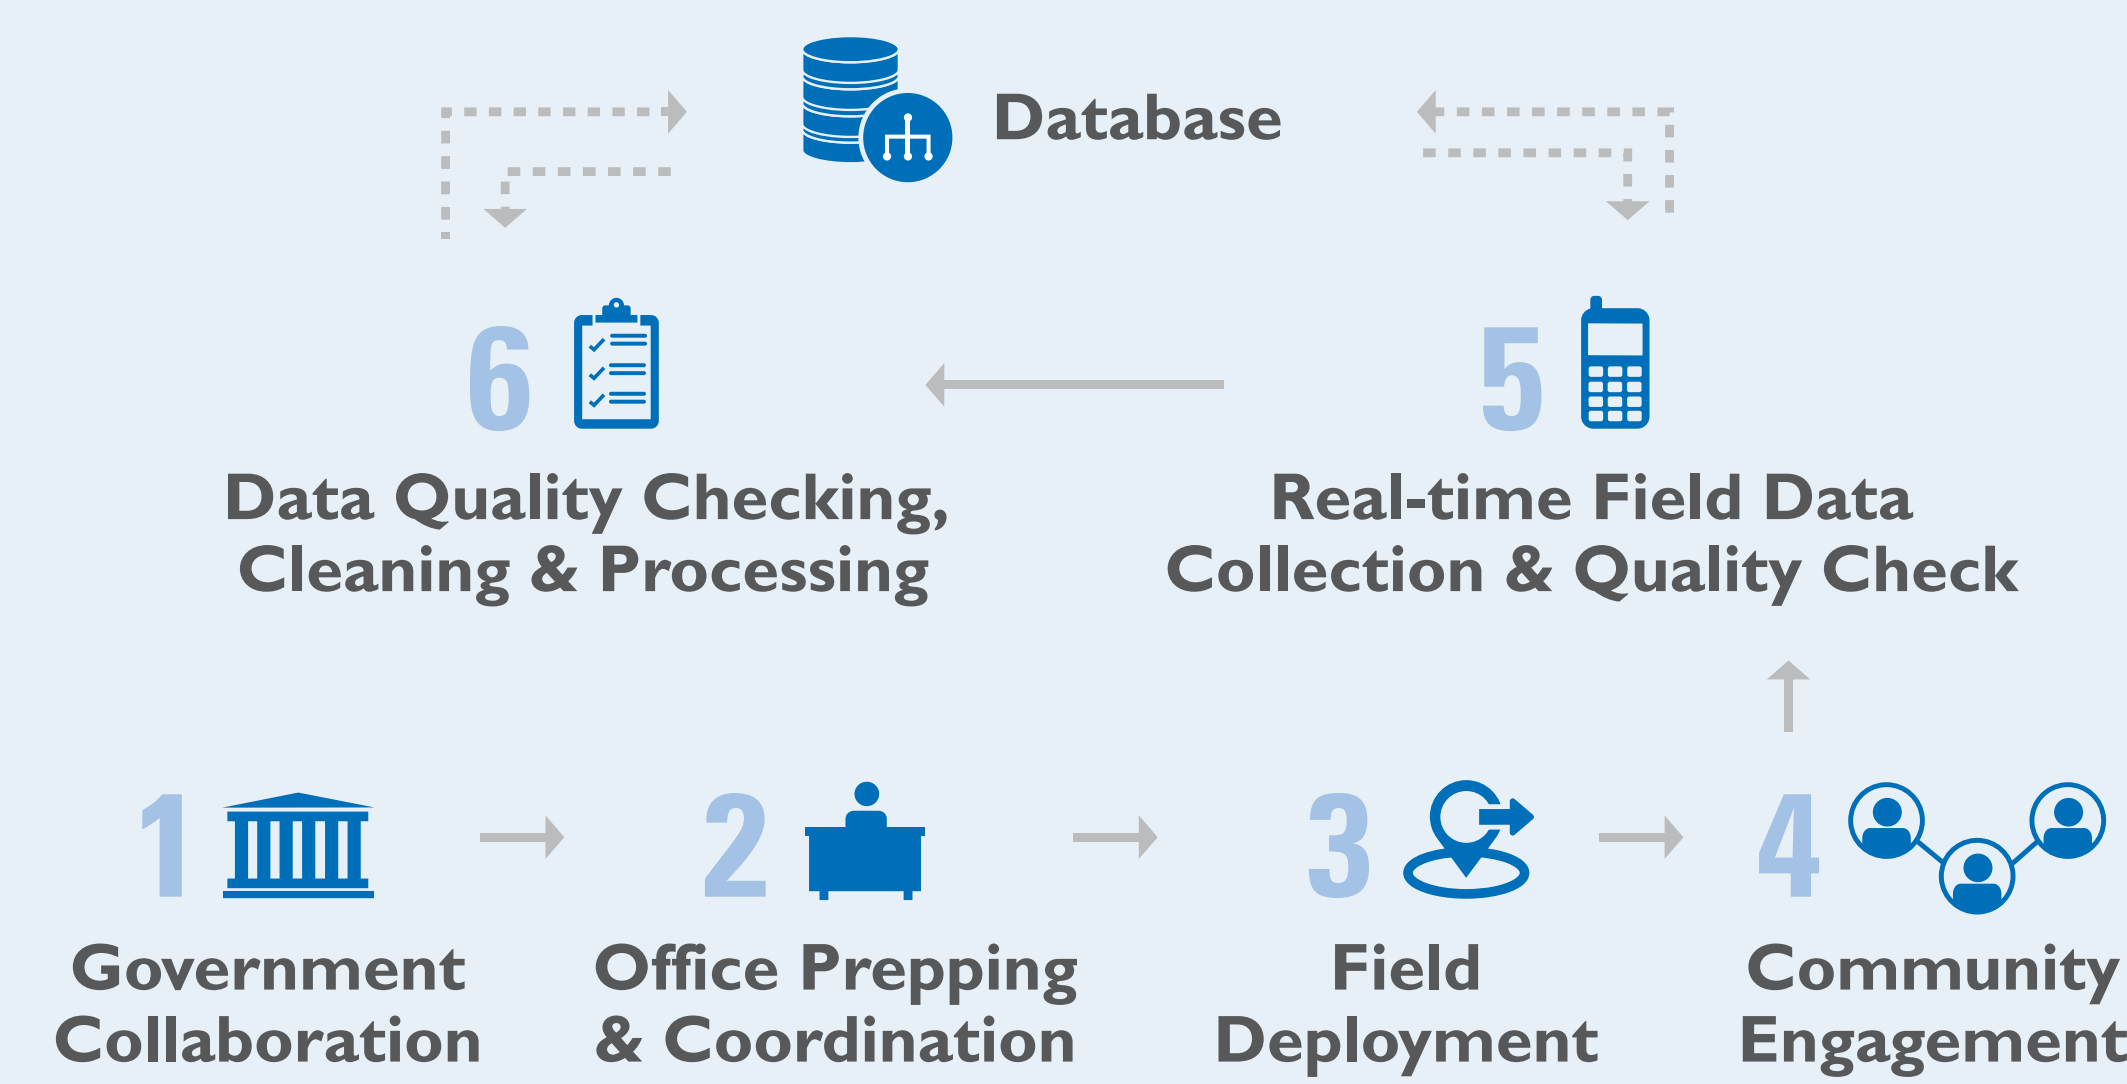 Database
6
5
Data Quality Checking,
Cleaning & Processing
Real-time Field Data
Collection & Quality Check
1
2
3
4
Government
Collaboration
Office Prepping
& Coordination
Field
Deployment
Community
Engagement